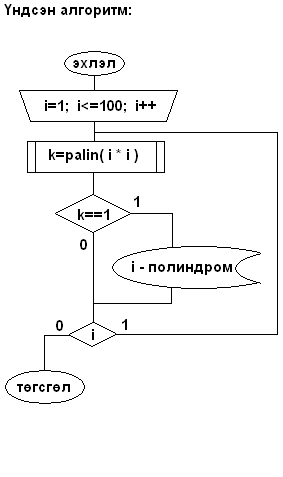 Үндсэн алгоритм:
эхлэл
i=1; i<=100; i++
k=palin( i * i )
k==1
1
0
i - полиндром
0
i
1
төгсгөл